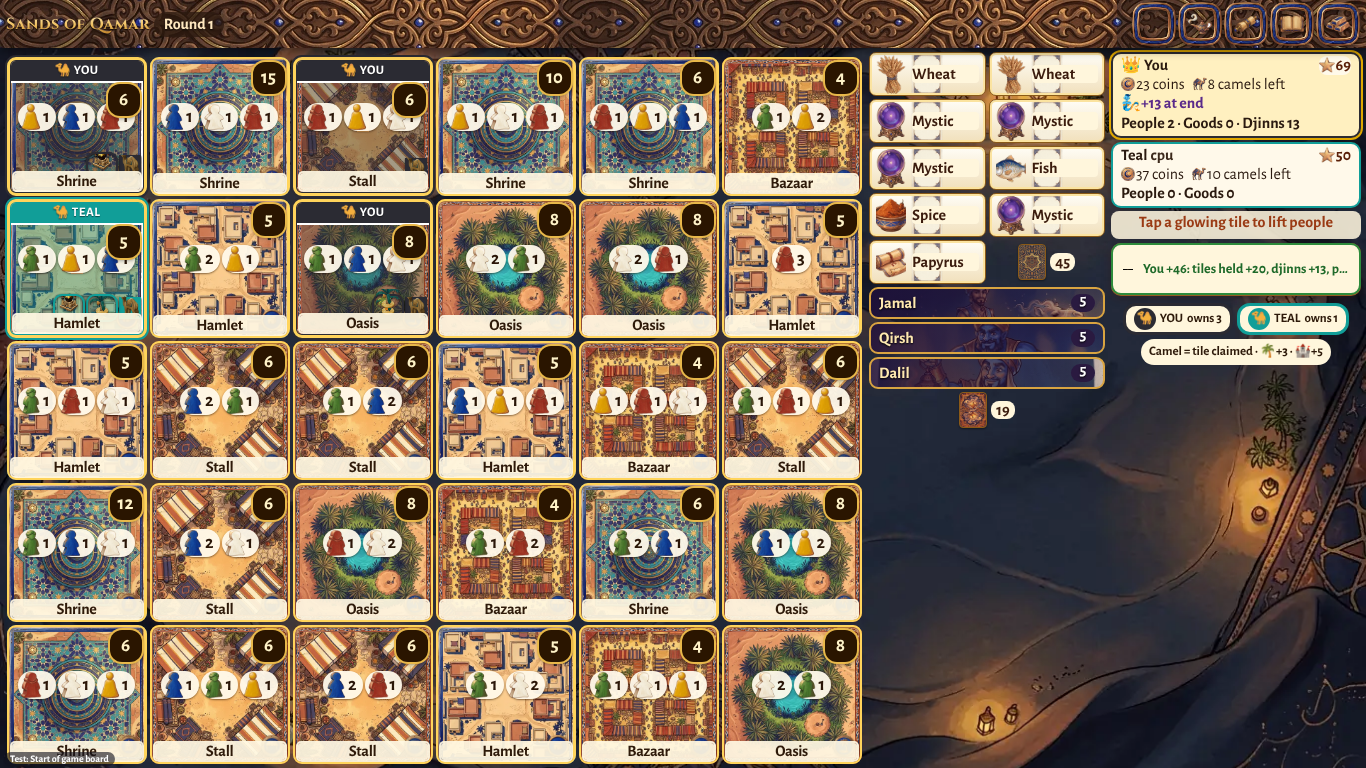 SANDS OF QAMAR Round 1
YOU 6 1 1 1 Shrine
15 1 1 1 Shrine
YOU 6 1 1 1 Stall
10 1 1 1 Shrine
6 1 1 1 Shrine
4 1 2 Bazaar
TEAL 5 1 1 1 Hamlet
5 2 1 Hamlet
YOU 8 1 1 1 Oasis
8 2 1 Oasis
8 2 1 Oasis
5 3 Hamlet
5 1 1 1 Hamlet
6 2 1 Stall
6 1 2 Stall
5 1 1 1 Hamlet
4 1 1 1 Bazaar
6 1 1 1 Stall
12 1 1 1 Shrine
6 2 1 Stall
8 1 2 Oasis
4 1 2 Bazaar
6 2 1 Shrine
8 1 2 Oasis
6 1 1 1 Shrine
6 1 1 1 Stall
6 2 1 Stall
5 1 2 Hamlet
4 1 1 1 Bazaar
8 2 1 Oasis
Test: Start of game board
Wheat Wheat
Mystic Mystic
Mystic Fish
Spice Mystic
Papyrus 45
Jamal 5
Qirsh 5
Dalil 5
19
You 69
23 coins 8 camels left
+13 at end
People 2 · Goods 0 · Djinns 13
Teal cpu 50
37 coins 10 camels left
People 0 · Goods 0
Tap a glowing tile to lift people
— You +46: tiles held +20, djinns +13, p...
YOU owns 3 TEAL owns 1
Camel = tile claimed · +3 · +5